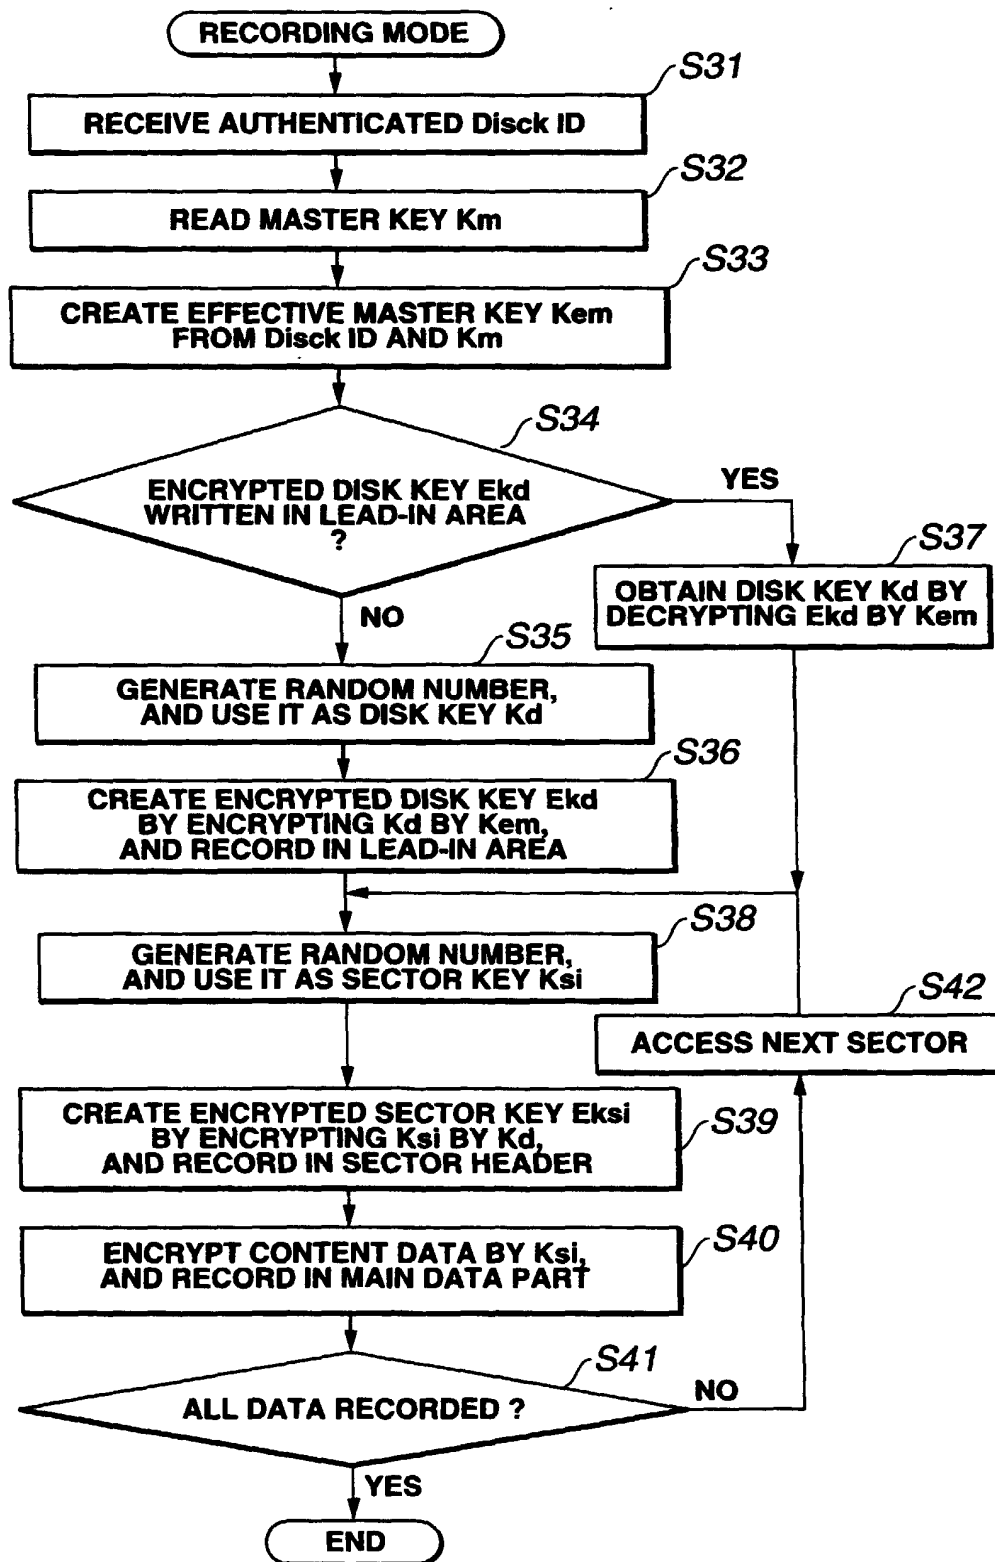 RECORDING MODE
S31
RECEIVE AUTHENTICATED Disck ID
S32
READ MASTER KEY Km
S33
CREATE EFFECTIVE MASTER KEY Kem
FROM Disck ID AND Km
S34
ENCRYPTED DISK KEY Ekd
WRITTEN IN LEAD-IN AREA
?
YES
NO
S37
OBTAIN DISK KEY Kd BY
DECRYPTING Ekd BY Kem
S35
GENERATE RANDOM NUMBER,
AND USE IT AS DISK KEY Kd
S36
CREATE ENCRYPTED DISK KEY Ekd
BY ENCRYPTING Kd BY Kem,
AND RECORD IN LEAD-IN AREA
S38
GENERATE RANDOM NUMBER,
AND USE IT AS SECTOR KEY Ksi
S42
ACCESS NEXT SECTOR
S39
CREATE ENCRYPTED SECTOR KEY Eksi
BY ENCRYPTING Ksi BY Kd,
AND RECORD IN SECTOR HEADER
S40
ENCRYPT CONTENT DATA BY Ksi,
AND RECORD IN MAIN DATA PART
S41
ALL DATA RECORDED ?
NO
YES
END